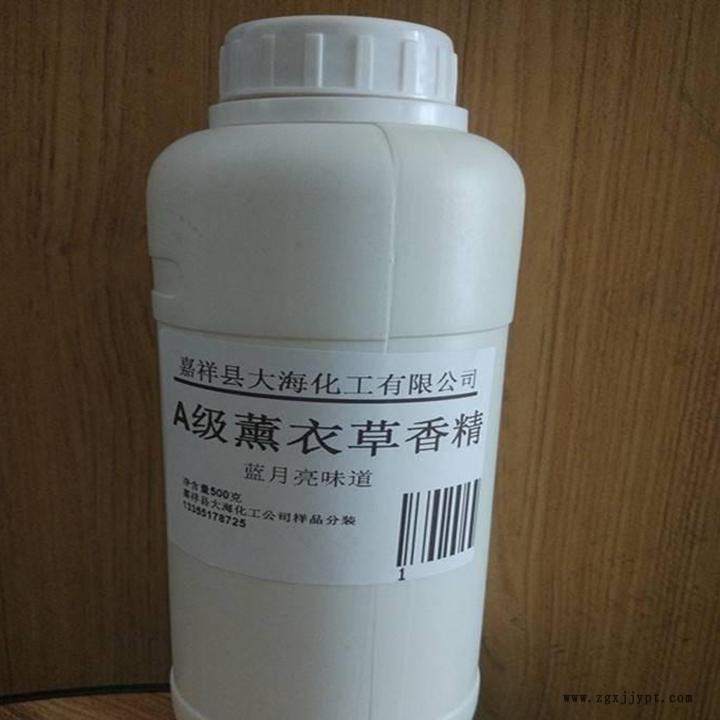 嘉祥县大海化工有限公司
A级薰衣草香精
蓝月亮味道
净含量500克
嘉祥县大海化工公司样品分装
13355178725
1
www.zgxjjypt.com